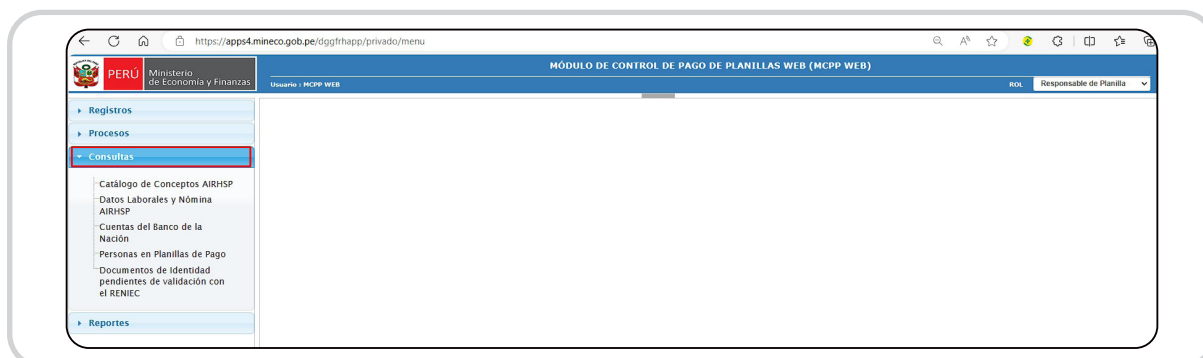 https://apps4.mineco.gob.pe/dggfrhapp/privado/menu
PERÚ
Ministerio
de Economía y Finanzas
MÓDULO DE CONTROL DE PAGO DE PLANILLAS WEB (MCPP WEB)
Usuario : MCPP WEB
ROL
Responsable de Planilla
Registros
Procesos
Consultas
Catálogo de Conceptos AIRHSP
Datos Laborales y Nómina
AIRHSP
Cuentas del Banco de la
Nación
Personas en Planillas de Pago
Documentos de Identidad
pendientes de validación con
el RENIEC
Reportes